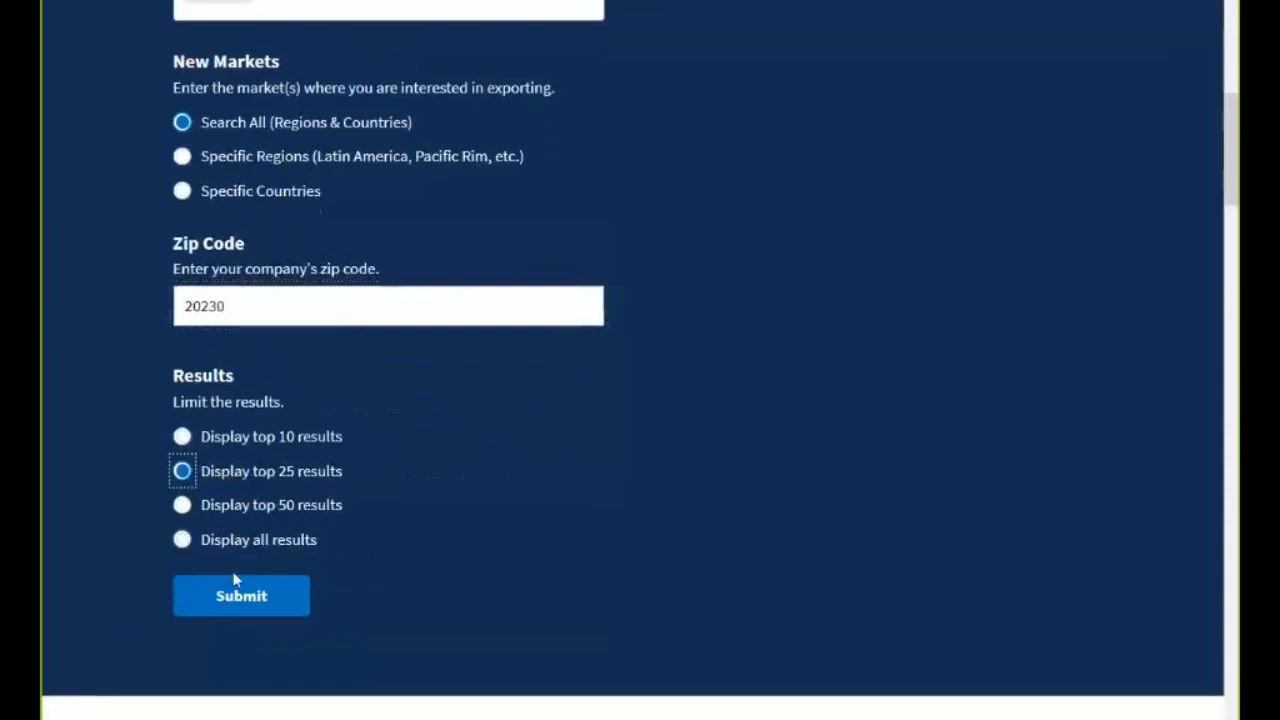 New Markets
Enter the market(s) where you are interested in exporting.
Search All (Regions & Countries)
Specific Regions (Latin America, Pacific Rim, etc.)
Specific Countries
Zip Code
Enter your company's zip code.
20230
Results
Limit the results.
Display top 10 results
Display top 25 results
Display top 50 results
Display all results
Submit